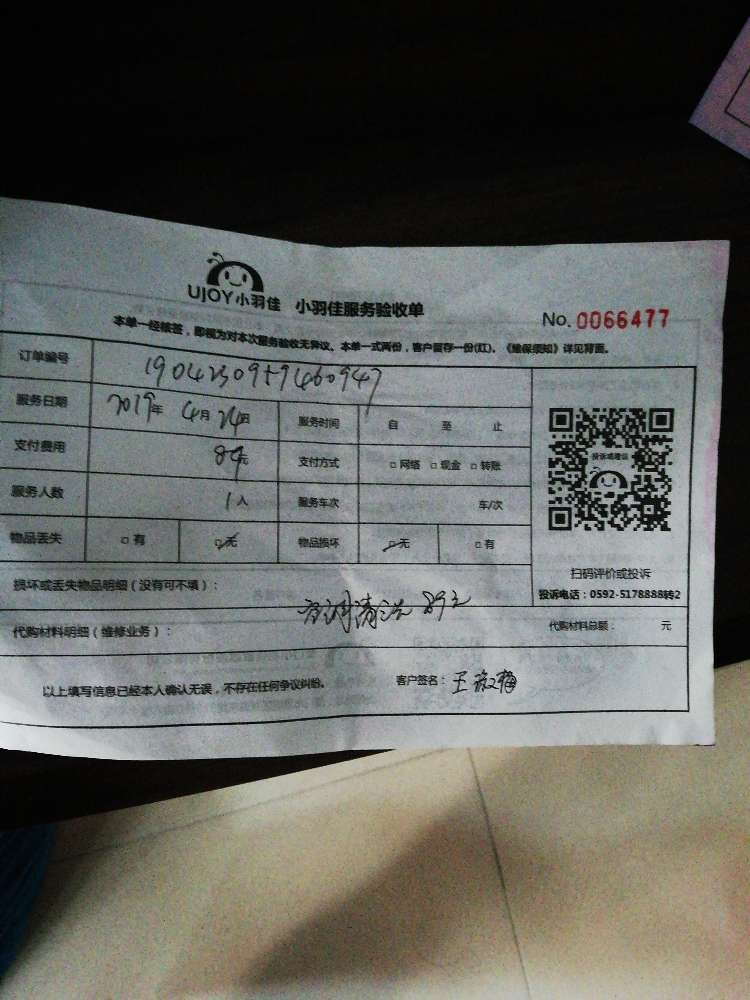 UJOY小羽佳 小羽佳服务验收单 No. 0066477
本单一经核签，即视为对本次服务验收无异议。本单一式两份，客户留存一份(红)。《维保须知》详见背面。
订单编号
服务日期 2019年 4月 24日 服务时间 自 至 止
支付费用 89元 支付方式 □网络 □现金 □转账
服务人数 1人 服务车次 车/次
物品丢失 □有 □无 物品损坏 □无 □有
投诉或建议
扫码评价或投诉
投诉电话：0592-5178888转2
损坏或丢失物品明细（没有可不填）：
空调清洗 89元
代购材料明细（维修业务）： 代购材料总额： 元
以上填写信息已经本人确认无误，不存在任何争议纠纷。 客户签名：王